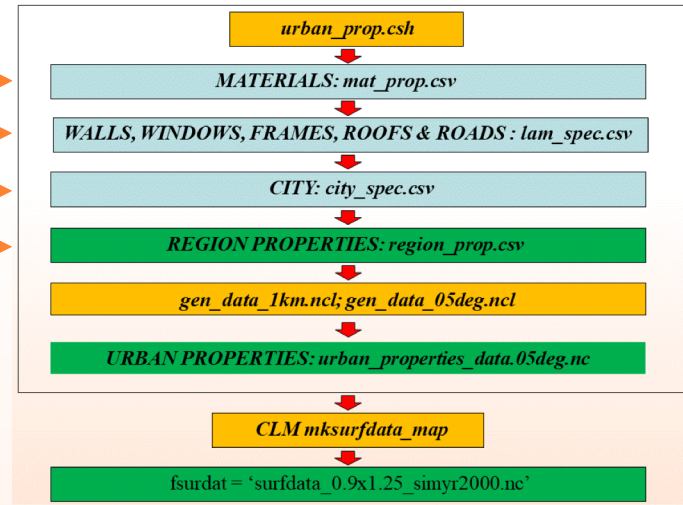 urban_prop.csh
MATERIALS: mat_prop.csv
WALLS, WINDOWS, FRAMES, ROOFS & ROADS : lam_spec.csv
CITY: city_spec.csv
REGION PROPERTIES: region_prop.csv
gen_data_1km.ncl; gen_data_05deg.ncl
URBAN PROPERTIES: urban_properties_data.05deg.nc
CLM mksurfdata_map
fsurdat = ‘surfdata_0.9x1.25_simyr2000.nc’